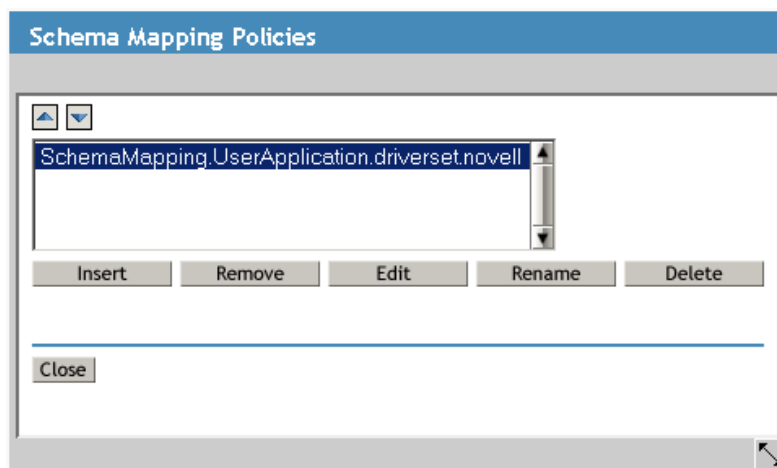 Schema Mapping Policies
SchemaMapping.UserApplication.driverset.novell
Insert Remove Edit Rename Delete
Close